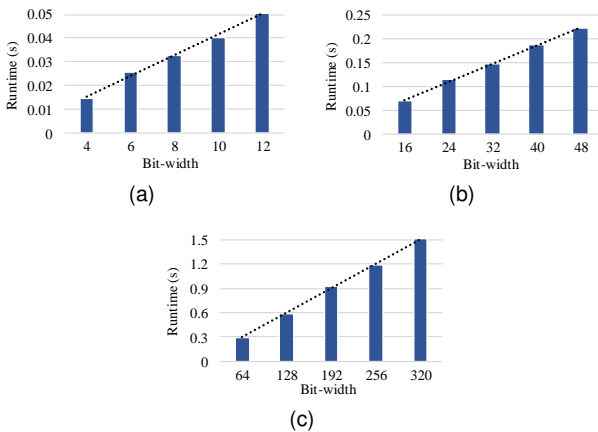 0.05
0.04
0.03
0.02
0.01
0
Runtime (s)
4 6 8 10 12
Bit-width
(a)
0.25
0.2
0.15
0.1
0.05
0
Runtime (s)
16 24 32 40 48
Bit-width
(b)
1.5
1.2
0.9
0.6
0.3
0
Runtime (s)
64 128 192 256 320
Bit-width
(c)